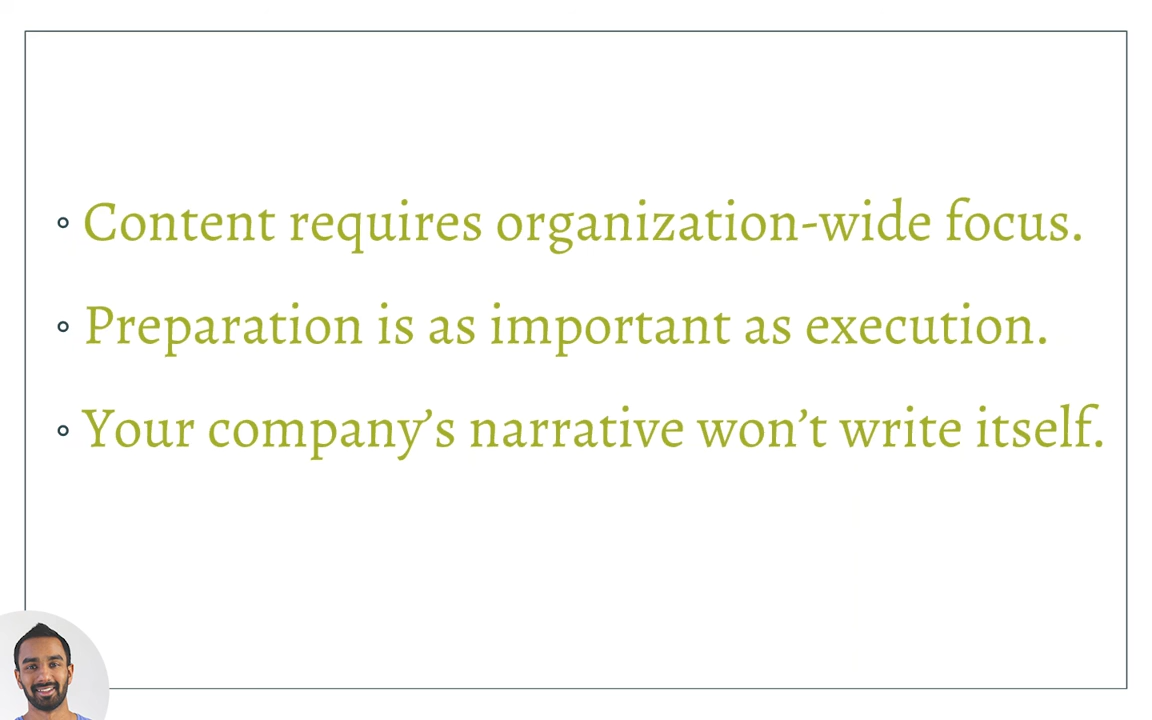 Content requires organization-wide focus.
Preparation is as important as execution.
Your company’s narrative won’t write itself.